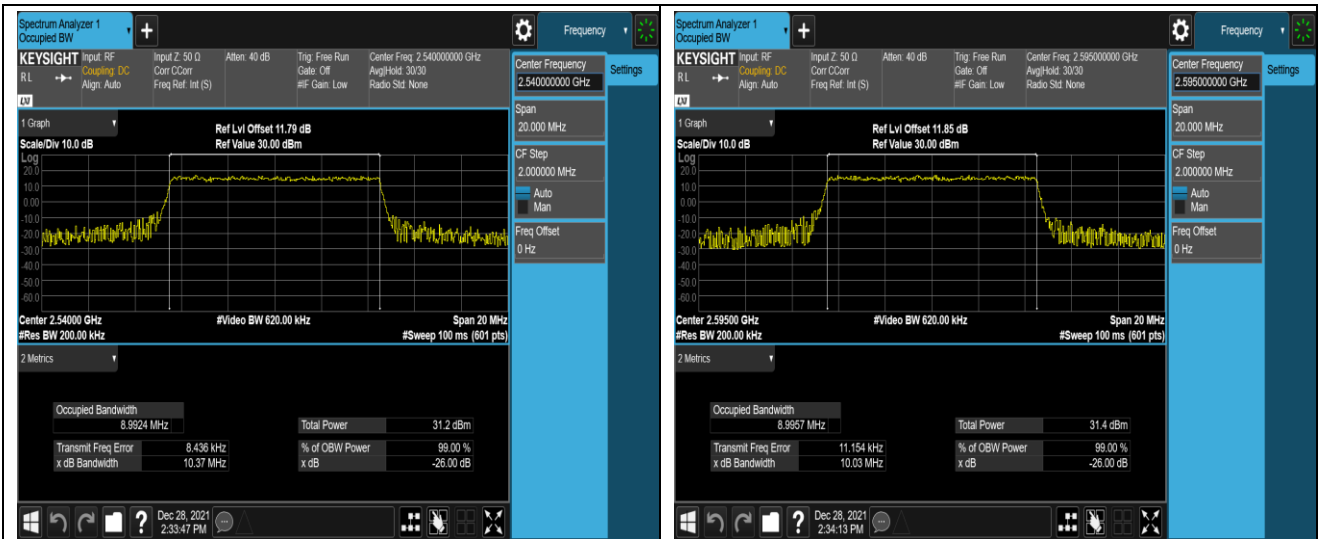 Spectrum Analyzer 1
Occupied BW
+
Frequency
KEYSIGHT Input: RF Input Z: 50 Ω Atten: 40 dB Trig: Free Run Center Freq: 2.540000000 GHz
RL Coupling: DC Corr CCorr Gate: Off Avg|Hold: 30/30
Align: Auto Freq Ref: Int (S) #IF Gain: Low Radio Std: None
LXI
Center Frequency
2.540000000 GHz
Settings
Span
20.000 MHz
CF Step
2.000000 MHz
Auto
Man
Freq Offset
0 Hz
1 Graph
Ref Lvl Offset 11.79 dB
Scale/Div 10.0 dB Ref Value 30.00 dBm
Log
20.0
10.0
0.00
-10.0
-20.0
-30.0
-40.0
-50.0
-60.0
Center 2.54000 GHz #Video BW 620.00 kHz Span 20 MHz
#Res BW 200.00 kHz #Sweep 100 ms (601 pts)
2 Metrics
Occupied Bandwidth
8.9924 MHz Total Power 31.2 dBm
Transmit Freq Error 8.436 kHz % of OBW Power 99.00 %
x dB Bandwidth 10.37 MHz x dB -26.00 dB
? Dec 28, 2021
2:33:47 PM
Spectrum Analyzer 1
Occupied BW
+
Frequency
KEYSIGHT Input: RF Input Z: 50 Ω Atten: 40 dB Trig: Free Run Center Freq: 2.595000000 GHz
RL Coupling: DC Corr CCorr Gate: Off Avg|Hold: 30/30
Align: Auto Freq Ref: Int (S) #IF Gain: Low Radio Std: None
LXI
Center Frequency
2.595000000 GHz
Settings
Span
20.000 MHz
CF Step
2.000000 MHz
Auto
Man
Freq Offset
0 Hz
1 Graph
Ref Lvl Offset 11.85 dB
Scale/Div 10.0 dB Ref Value 30.00 dBm
Log
20.0
10.0
0.00
-10.0
-20.0
-30.0
-40.0
-50.0
-60.0
Center 2.59500 GHz #Video BW 620.00 kHz Span 20 MHz
#Res BW 200.00 kHz #Sweep 100 ms (601 pts)
2 Metrics
Occupied Bandwidth
8.9957 MHz Total Power 31.4 dBm
Transmit Freq Error 11.154 kHz % of OBW Power 99.00 %
x dB Bandwidth 10.03 MHz x dB -26.00 dB
? Dec 28, 2021
2:34:13 PM